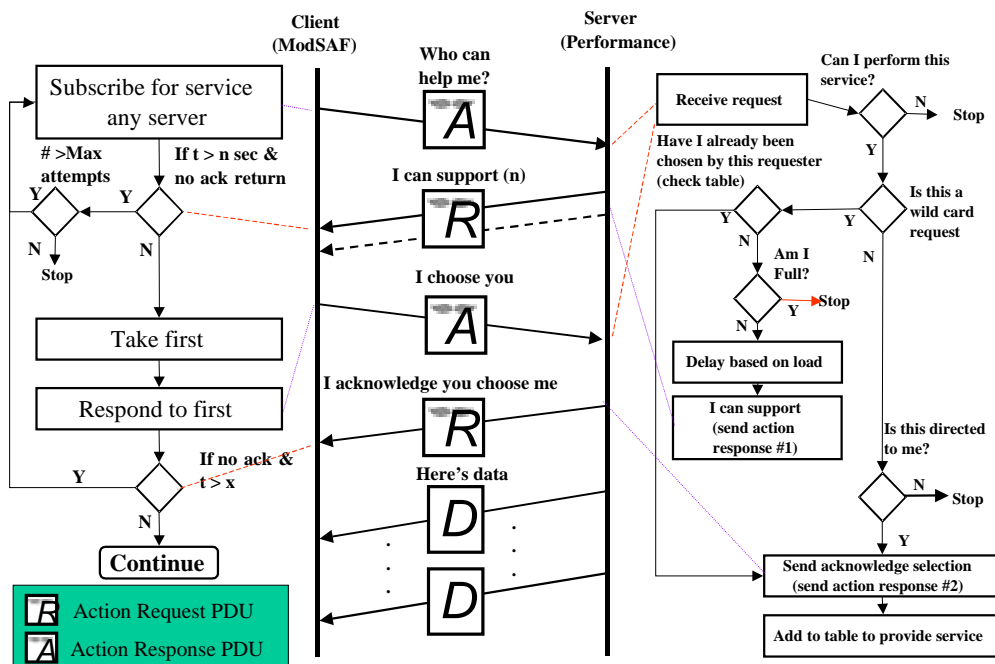 Client
(ModSAF)
Server
(Performance)
Subscribe for service
any server
Who can
help me?
A
Receive request
Can I perform this
service?
N
Stop
# >Max
attempts
If t > n sec &
no ack return
Have I already been
chosen by this requester
(check table)
Y
Y
Y
N
Stop
N
I can support (n)
R
Is this a
wild card
request
Y
Y
N
N
Am I
Full?
Stop
Y
N
I choose you
A
Take first
Delay based on load
Respond to first
I acknowledge you choose me
R
I can support
(send action
response #1)
Is this directed
to me?
N
Stop
Y
Y
If no ack &
t > x
N
Here's data
D
Continue
D
Send acknowledge selection
(send action response #2)
Add to table to provide service
R
Action Request PDU
A
Action Response PDU